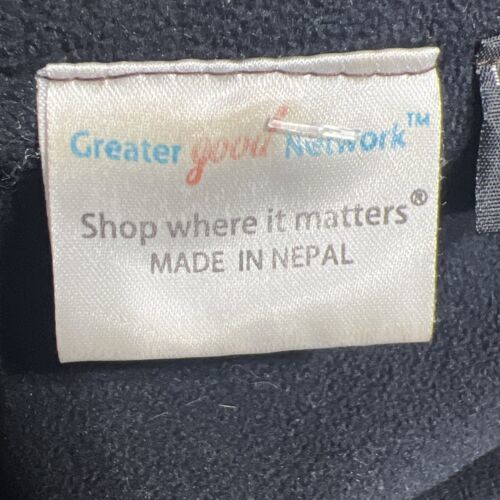 Greater good Network™
Shop where it matters®
MADE IN NEPAL